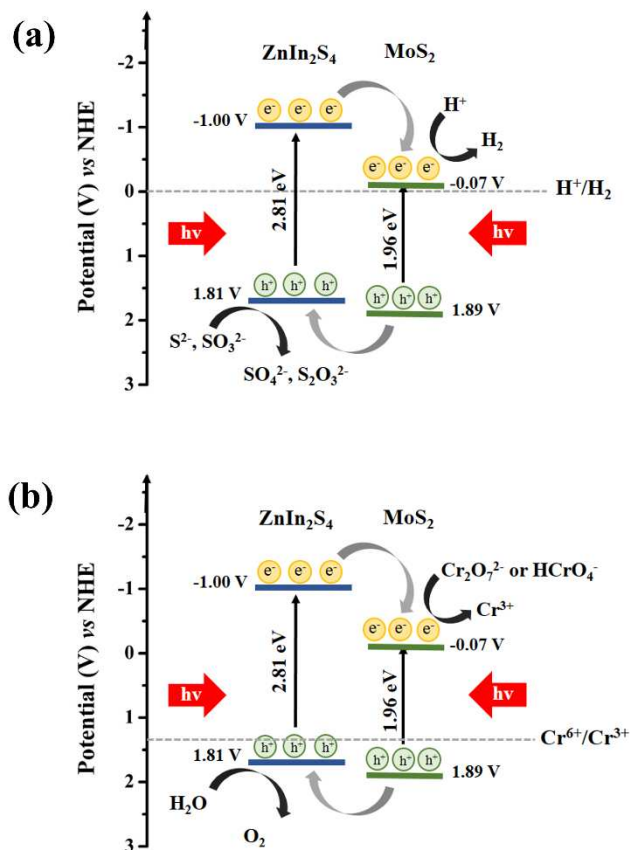 (a)
ZnIn₂S₄ MoS₂
Potential (V) vs NHE
-2
-1
0
1
2
3
-1.00 V
e⁻ e⁻ e⁻
H⁺
H₂
e⁻ e⁻ e⁻
-0.07 V
H⁺/H₂
2.81 eV
1.96 eV
hv
hv
1.81 V
h⁺ h⁺ h⁺
h⁺ h⁺ h⁺
1.89 V
S²⁻, SO₃²⁻
SO₄²⁻, S₂O₃²⁻
(b)
ZnIn₂S₄ MoS₂
Potential (V) vs NHE
-2
-1
0
1
2
3
-1.00 V
e⁻ e⁻ e⁻
Cr₂O₇²⁻ or HCrO₄⁻
Cr³⁺
e⁻ e⁻ e⁻
-0.07 V
2.81 eV
1.96 eV
hv
hv
Cr⁶⁺/Cr³⁺
1.81 V
h⁺ h⁺ h⁺
h⁺ h⁺ h⁺
1.89 V
H₂O
O₂